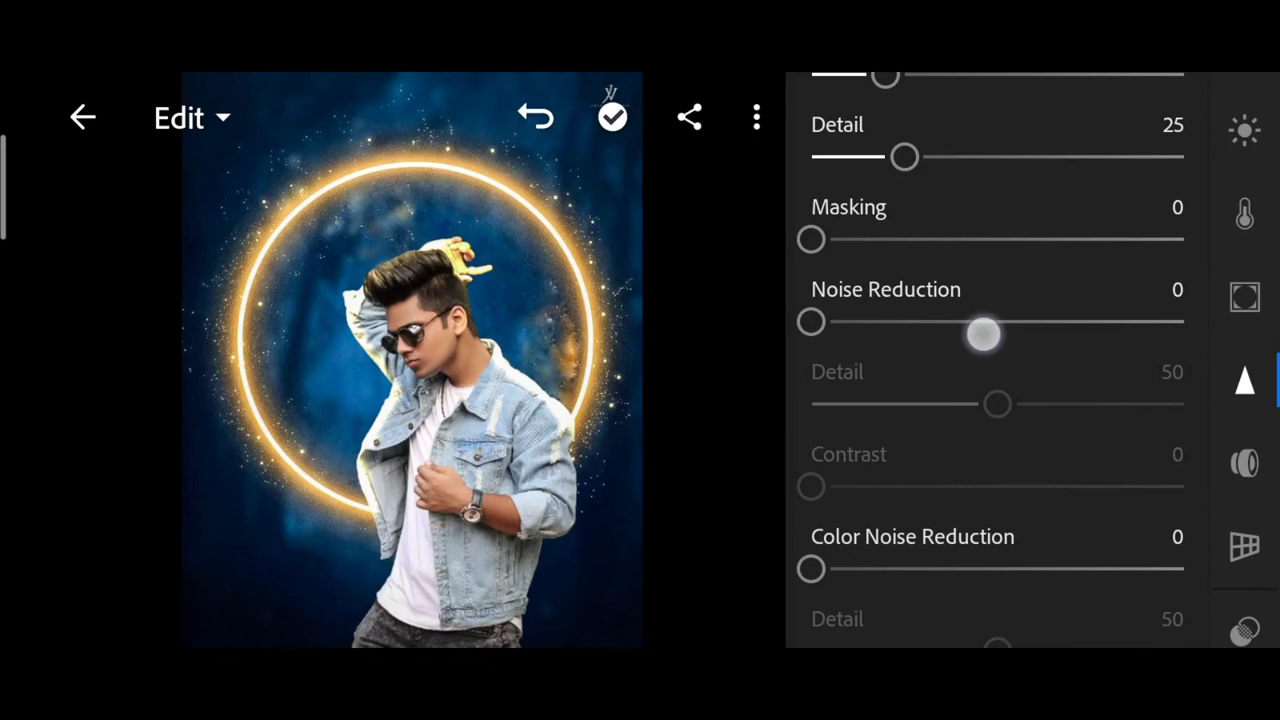 Edit
Detail 25
Masking 0
Noise Reduction 0
Detail 50
Contrast 0
Color Noise Reduction 0
Detail 50